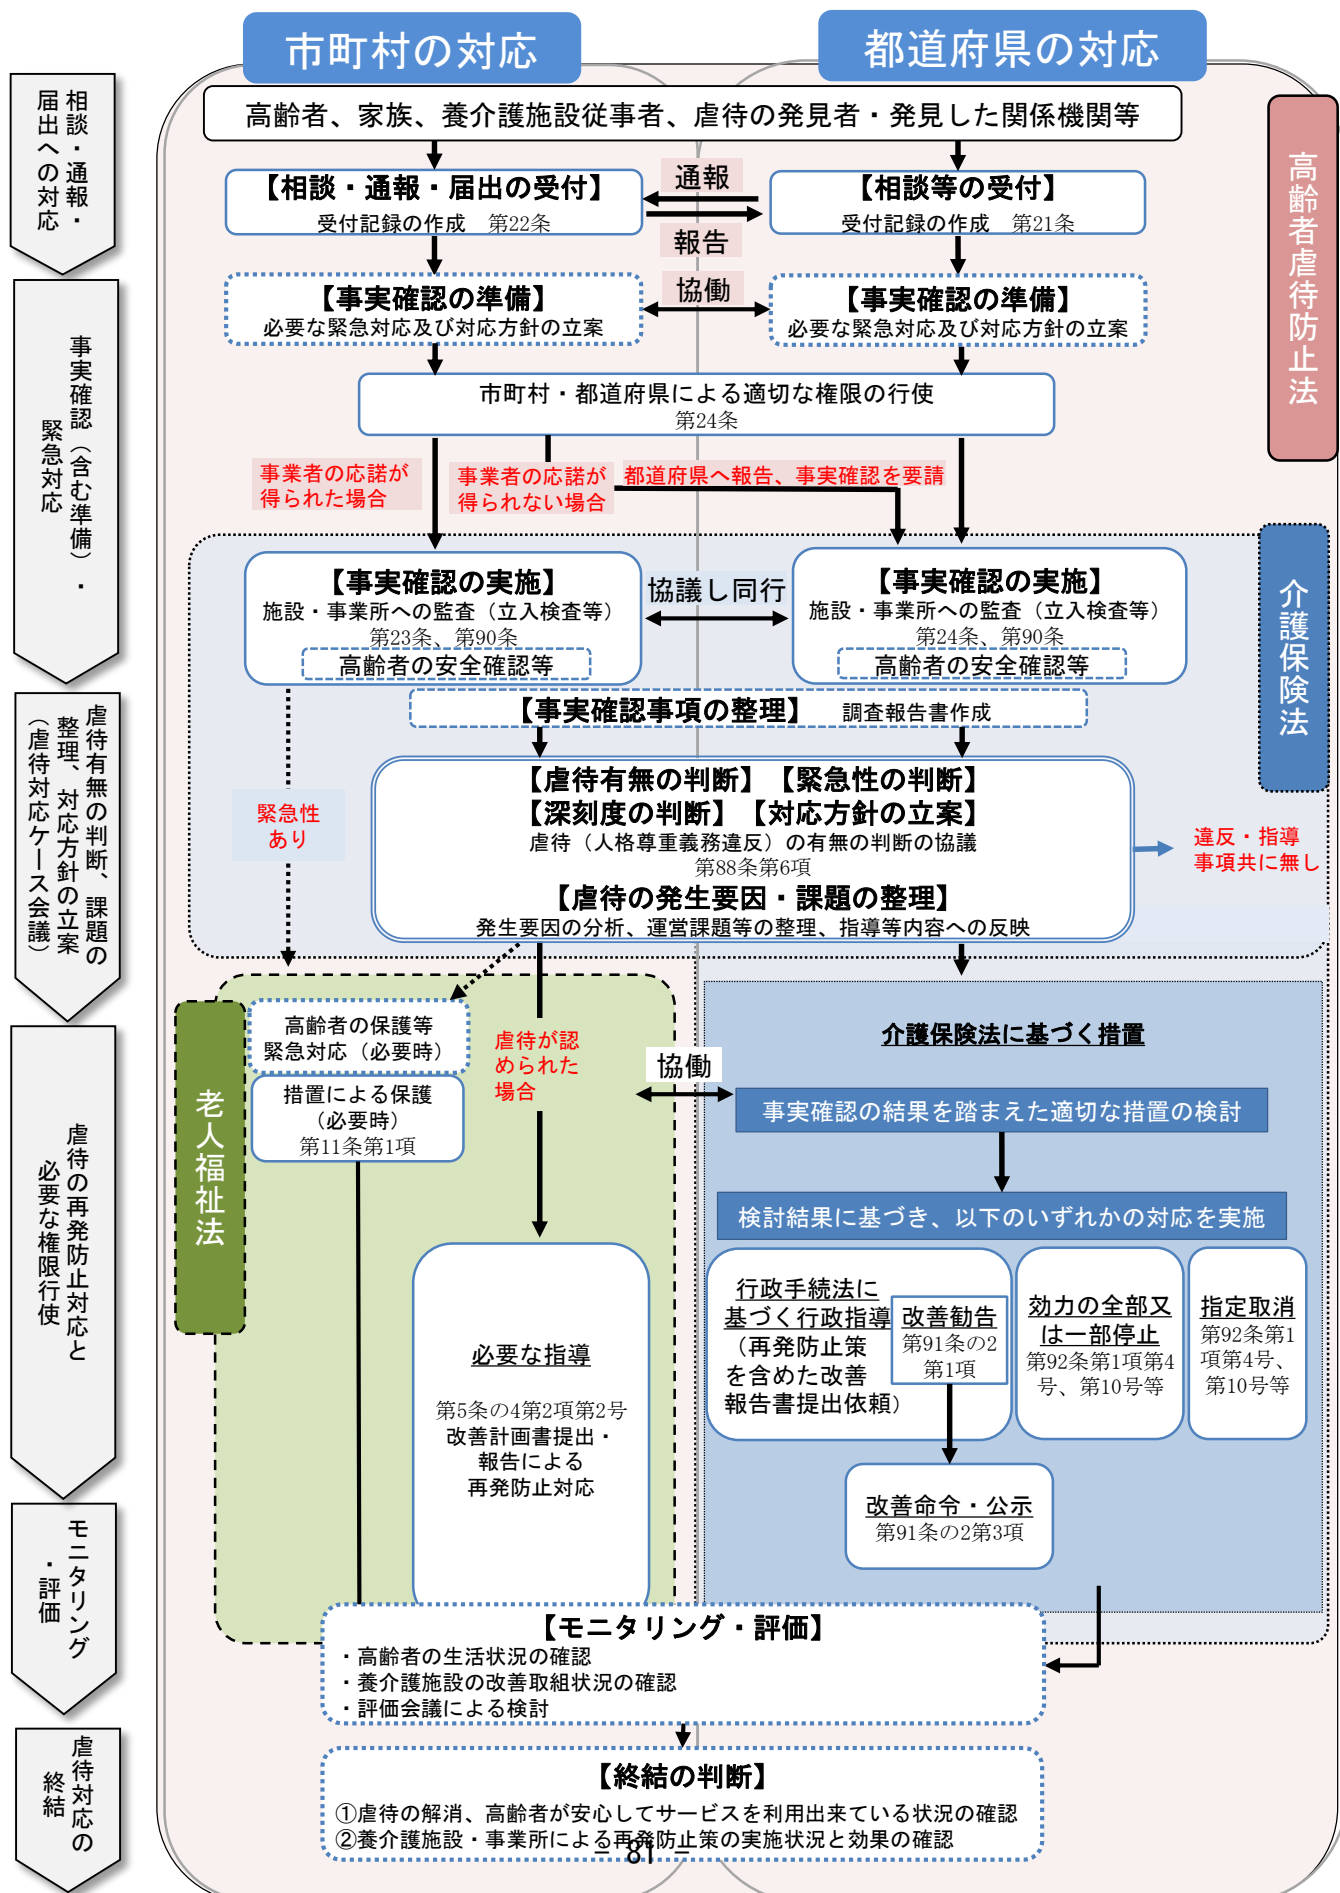 市町村の対応
都道府県の対応
相談・通報・
届出への対応
高齢者、家族、養介護施設従事者、虐待の発見者・発見した関係機関等
高齢者虐待防止法
【相談・通報・届出の受付】
受付記録の作成　第22条
通報
報告
【相談等の受付】
受付記録の作成　第21条
事実確認（含む準備）・
緊急対応
【事実確認の準備】
必要な緊急対応及び対応方針の立案
協働
【事実確認の準備】
必要な緊急対応及び対応方針の立案
市町村・都道府県による適切な権限の行使
第24条
事業者の応諾が
得られた場合
事業者の応諾が
得られない場合
都道府県へ報告、事実確認を要請
介護保険法
【事実確認の実施】
施設・事業所への監査（立入検査等）
第23条、第90条
高齢者の安全確認等
協議し同行
【事実確認の実施】
施設・事業所への監査（立入検査等）
第24条、第90条
高齢者の安全確認等
虐待有無の判断、課題の
整理、対応方針の立案
（虐待対応ケース会議）
【事実確認事項の整理】　調査報告書作成
緊急性
あり
【虐待有無の判断】【緊急性の判断】
【深刻度の判断】【対応方針の立案】
虐待（人格尊重義務違反）の有無の判断の協議
第88条第6項
【虐待の発生要因・課題の整理】
発生要因の分析、運営課題等の整理、指導等内容への反映
違反・指導
事項共に無し
虐待の再発防止対応と
必要な権限行使
老人福祉法
高齢者の保護等
緊急対応（必要時）
措置による保護
（必要時）
第11条第1項
虐待が認
められた
場合
協働
介護保険法に基づく措置
事実確認の結果を踏まえた適切な措置の検討
検討結果に基づき、以下のいずれかの対応を実施
必要な指導
第5条の4第2項第2号
改善計画書提出・
報告による
再発防止対応
行政手続法に
基づく行政指導
（再発防止策
を含めた改善
報告書提出依頼）
改善勧告
第91条の2
第1項
効力の全部又
は一部停止
第92条第1項第4
号、第10号等
指定取消
第92条第1
項第4号、
第10号等
改善命令・公示
第91条の2第3項
モニタリング
・評価
【モニタリング・評価】
・高齢者の生活状況の確認
・養介護施設の改善取組状況の確認
・評価会議による検討
虐待対応の
終結
【終結の判断】
①虐待の解消、高齢者が安心してサービスを利用出来ている状況の確認
②養介護施設・事業所による再発防止策の実施状況と効果の確認
− 81 −